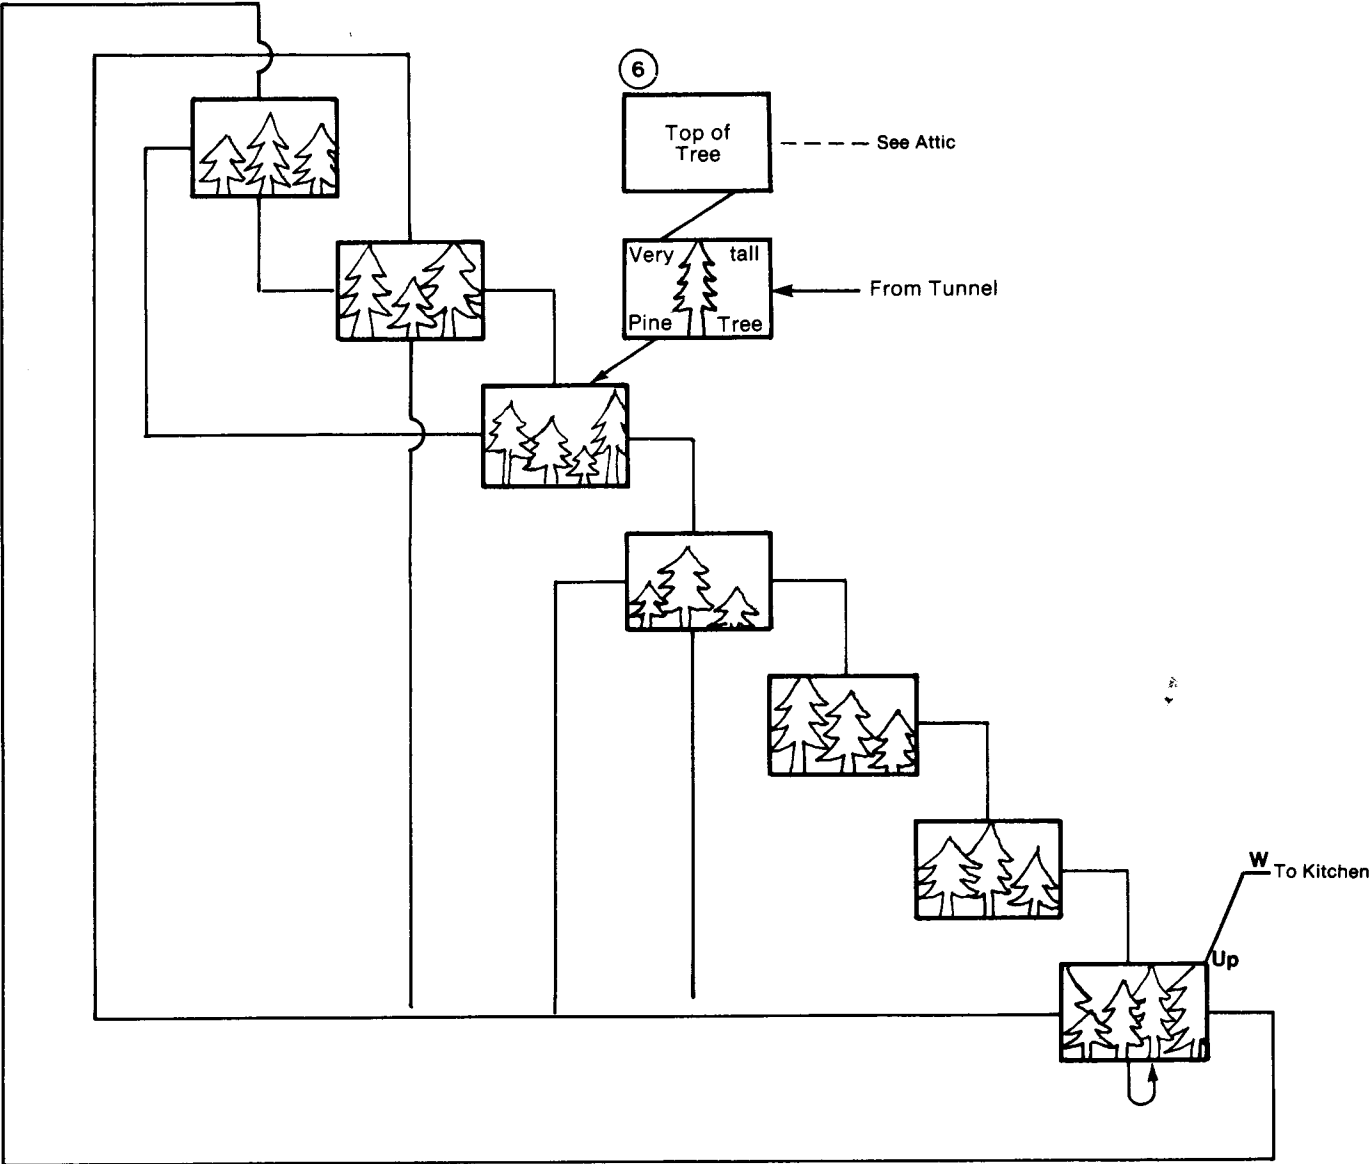 6
Top of
Tree
See Attic
Very tall
Pine Tree
From Tunnel
W
To Kitchen
Up